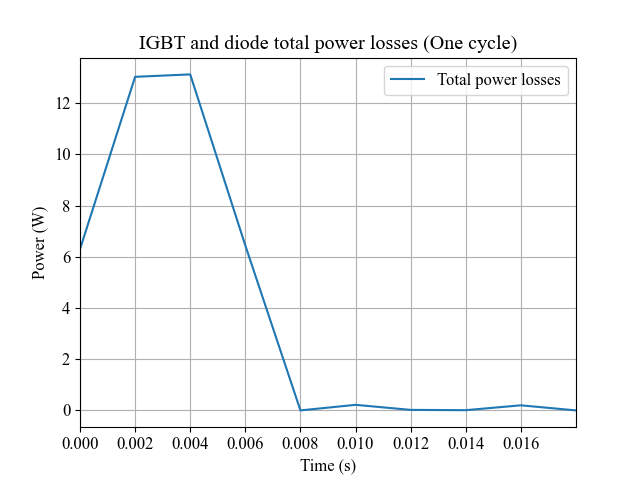 IGBT and diode total power losses (One cycle)
Total power losses
Power (W)
12
10
8
6
4
2
0
0.000 0.002 0.004 0.006 0.008 0.010 0.012 0.014 0.016
Time (s)